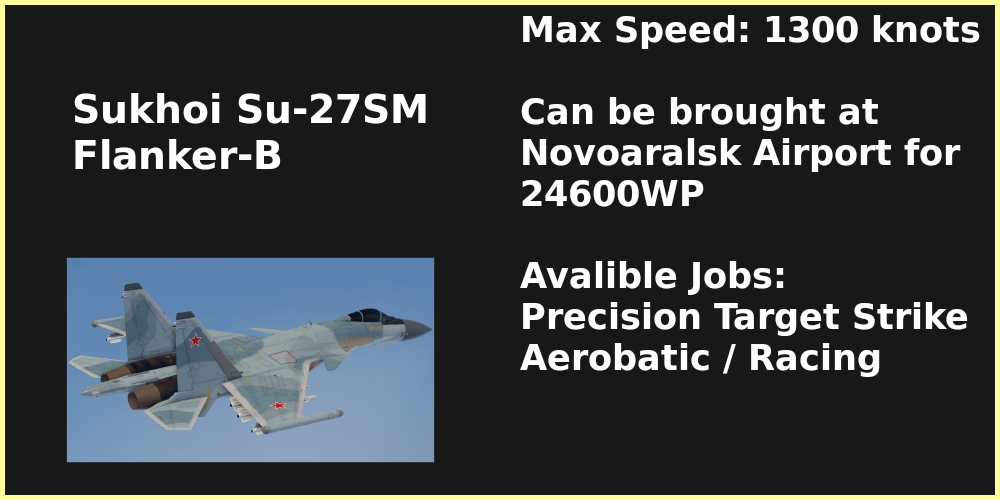 Sukhoi Su-27SM
Flanker-B
Max Speed: 1300 knots
Can be brought at
Novoaralsk Airport for
24600WP
Avalible Jobs:
Precision Target Strike
Aerobatic / Racing